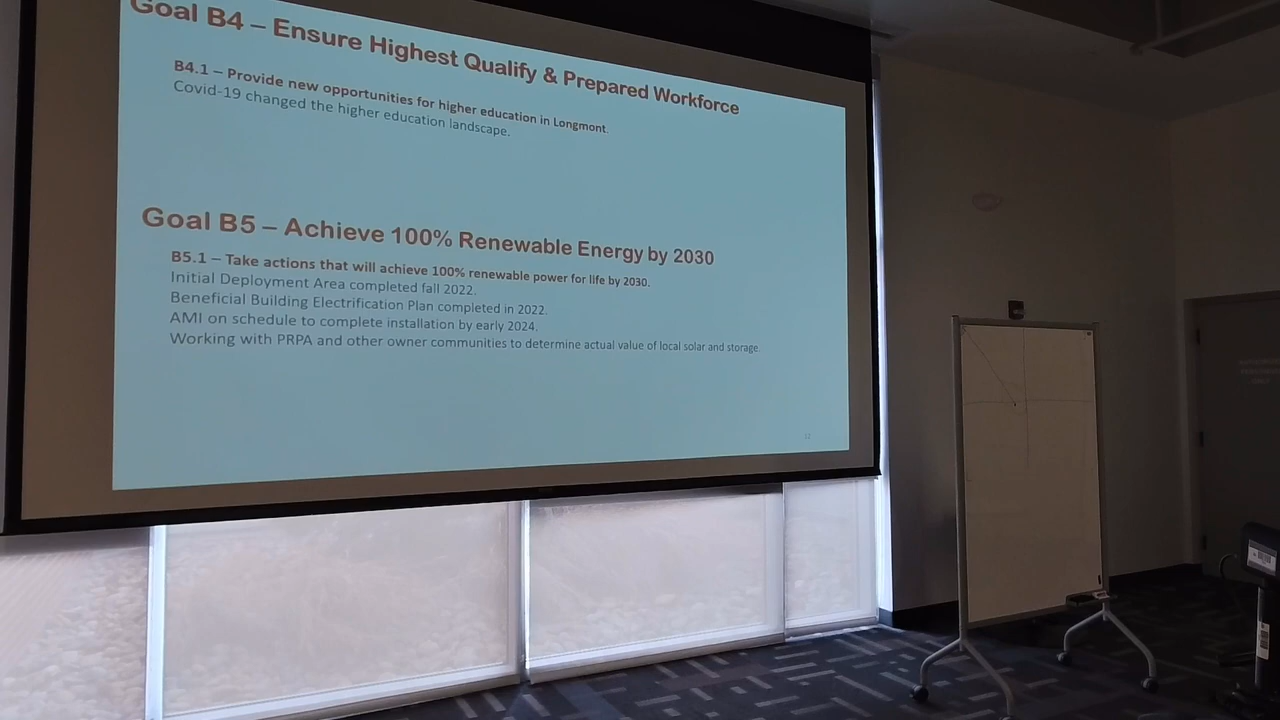 Goal B4 – Ensure Highest Qualify & Prepared Workforce
B4.1 – Provide new opportunities for higher education in Longmont.
Covid-19 changed the higher education landscape.
Goal B5 – Achieve 100% Renewable Energy by 2030
B5.1 – Take actions that will achieve 100% renewable power for life by 2030.
Initial Deployment Area completed fall 2022.
Beneficial Building Electrification Plan completed in 2022.
AMI on schedule to complete installation by early 2024.
Working with PRPA and other owner communities to determine actual value of local solar and storage.
12